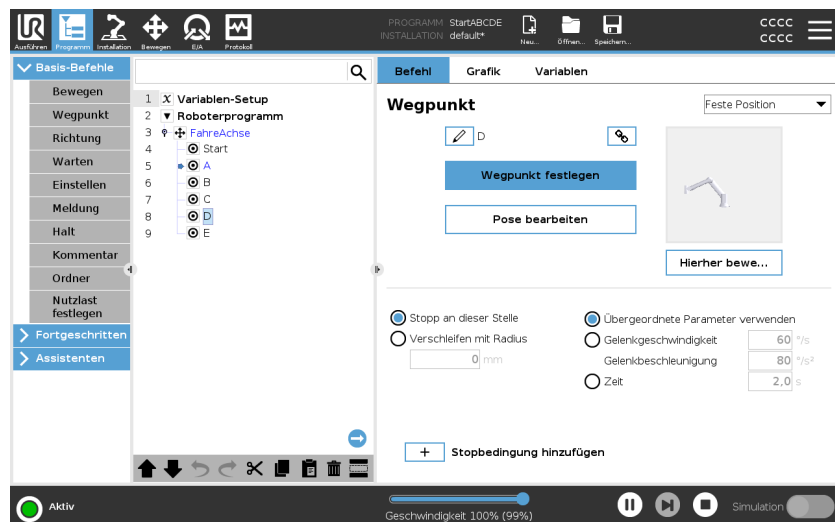 UR
Ausführen Programm Installation Bewegen E/A Protokoll
PROGRAMM StartABCDE
INSTALLATION default*
Neu... Öffnen... Speichern...
CCCC
CCCC
Basis-Befehle
Bewegen
Wegpunkt
Richtung
Warten
Einstellen
Meldung
Halt
Kommentar
Ordner
Nutzlast
festlegen
Fortgeschritten
Assistenten
1 X Variablen-Setup
2 Roboterprogramm
3 FahreAchse
4 Start
5 A
6 B
7 C
8 D
9 E
Befehl Grafik Variablen
Wegpunkt
Feste Position
D
Wegpunkt festlegen
Pose bearbeiten
Hierher bewe...
Stopp an dieser Stelle
Verschleifen mit Radius
0 mm
Übergeordnete Parameter verwenden
Gelenkgeschwindigkeit 60 °/s
Gelenkbeschleunigung 80 °/s²
Zeit 2,0 s
+ Stopbedingung hinzufügen
Aktiv
Geschwindigkeit 100% (99%)
Simulation